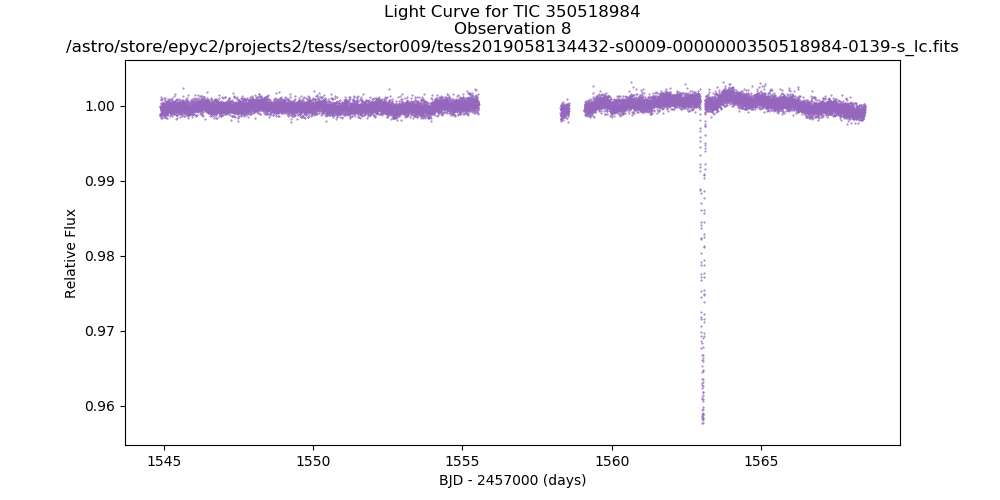 Light Curve for TIC 350518984
Observation 8
/astro/store/epyc2/projects2/tess/sector009/tess2019058134432-s0009-0000000350518984-0139-s_lc.fits
1.00
0.99
0.98
0.97
0.96
Relative Flux
1545 1550 1555 1560 1565
BJD - 2457000 (days)